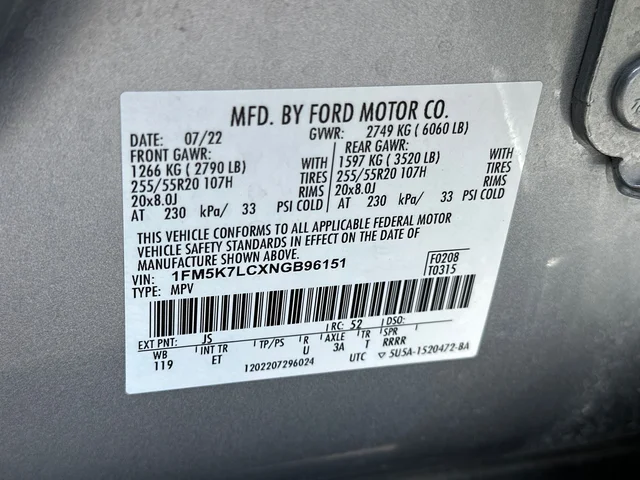 MFD. BY FORD MOTOR CO.
DATE: 07/22 GVWR: 2749 KG ( 6060 LB)
FRONT GAWR: REAR GAWR:
1266 KG ( 2790 LB) WITH 1597 KG ( 3520 LB) WITH
255/55R20 107H TIRES 255/55R20 107H TIRES
20x8.0J RIMS 20x8.0J RIMS
AT 230 kPa/ 33 PSI COLD AT 230 kPa/ 33 PSI COLD
THIS VEHICLE CONFORMS TO ALL APPLICABLE FEDERAL MOTOR
VEHICLE SAFETY STANDARDS IN EFFECT ON THE DATE OF
MANUFACTURE SHOWN ABOVE.
VIN: 1FM5K7LCXNGB96151 F0208
TYPE: MPV T0315
EXT PNT: JS RC: 52 DSO:
WB INT TR TP/PS R AXLE TR SPR
119 ET U 3A T RRRR
1202207296024 UTC ▽ 5U5A-1520472-BA